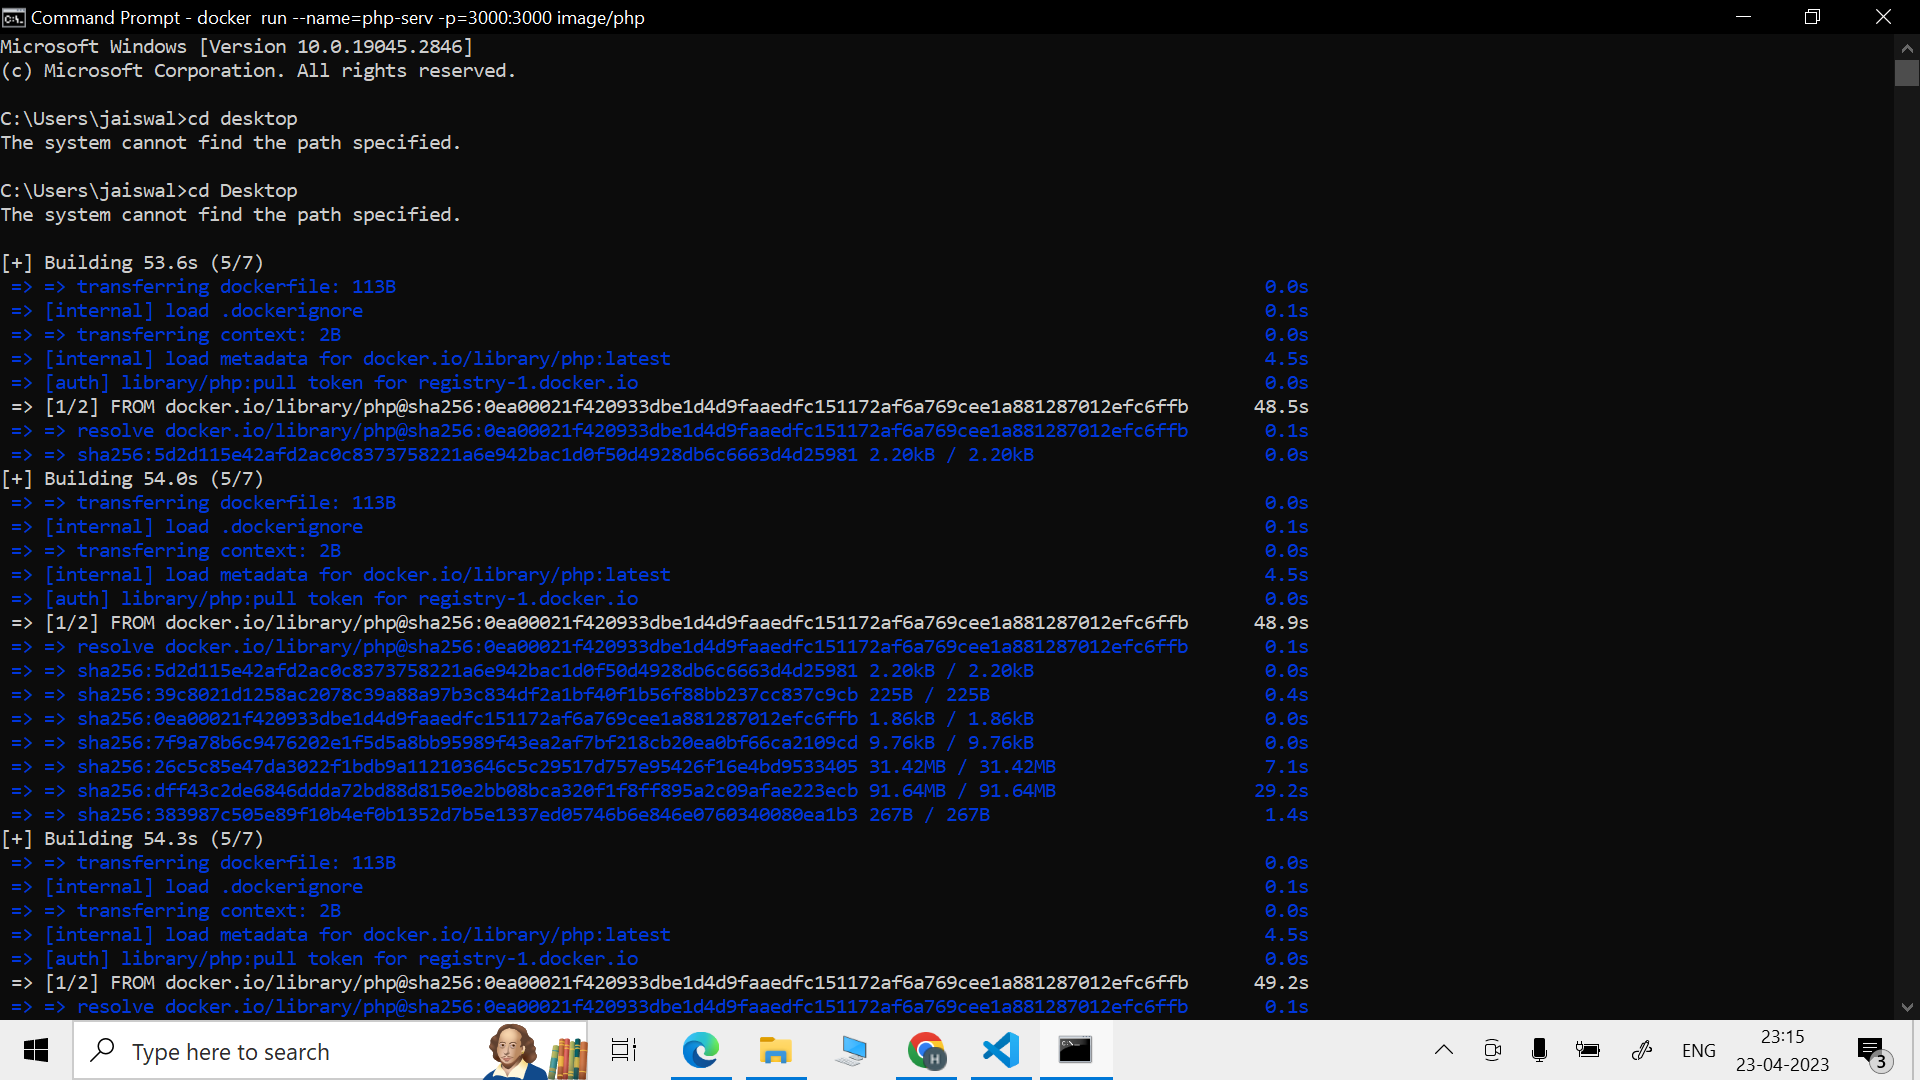 Command Prompt - docker  run --name=php-serv -p=3000:3000 image/php
Microsoft Windows [Version 10.0.19045.2846]
(c) Microsoft Corporation. All rights reserved.
C:\Users\jaiswal>cd desktop
The system cannot find the path specified.
C:\Users\jaiswal>cd Desktop
The system cannot find the path specified.
[+] Building 53.6s (5/7)
=> => transferring dockerfile: 113B 0.0s
=> [internal] load .dockerignore 0.1s
=> => transferring context: 2B 0.0s
=> [internal] load metadata for docker.io/library/php:latest 4.5s
=> [auth] library/php:pull token for registry-1.docker.io 0.0s
=> [1/2] FROM docker.io/library/php@sha256:0ea00021f420933dbe1d4d9faaedfc151172af6a769cee1a881287012efc6ffb 48.5s
=> => resolve docker.io/library/php@sha256:0ea00021f420933dbe1d4d9faaedfc151172af6a769cee1a881287012efc6ffb 0.1s
=> => sha256:5d2d115e42afd2ac0c8373758221a6e942bac1d0f50d4928db6c6663d4d25981 2.20kB / 2.20kB 0.0s
[+] Building 54.0s (5/7)
=> => transferring dockerfile: 113B 0.0s
=> [internal] load .dockerignore 0.1s
=> => transferring context: 2B 0.0s
=> [internal] load metadata for docker.io/library/php:latest 4.5s
=> [auth] library/php:pull token for registry-1.docker.io 0.0s
=> [1/2] FROM docker.io/library/php@sha256:0ea00021f420933dbe1d4d9faaedfc151172af6a769cee1a881287012efc6ffb 48.9s
=> => resolve docker.io/library/php@sha256:0ea00021f420933dbe1d4d9faaedfc151172af6a769cee1a881287012efc6ffb 0.1s
=> => sha256:5d2d115e42afd2ac0c8373758221a6e942bac1d0f50d4928db6c6663d4d25981 2.20kB / 2.20kB 0.0s
=> => sha256:39c8021d1258ac2078c39a88a97b3c834df2a1bf40f1b56f88bb237cc837c9cb 225B / 225B 0.4s
=> => sha256:0ea00021f420933dbe1d4d9faaedfc151172af6a769cee1a881287012efc6ffb 1.86kB / 1.86kB 0.0s
=> => sha256:7f9a78b6c9476202e1f5d5a8bb95989f43ea2af7bf218cb20ea0bf66ca2109cd 9.76kB / 9.76kB 0.0s
=> => sha256:26c5c85e47da3022f1bdb9a112103646c5c29517d757e95426f16e4bd9533405 31.42MB / 31.42MB 7.1s
=> => sha256:dff43c2de6846ddda72bd88d8150e2bb08bca320f1f8ff895a2c09afae223ecb 91.64MB / 91.64MB 29.2s
=> => sha256:383987c505e89f10b4ef0b1352d7b5e1337ed05746b6e846e0760340080ea1b3 267B / 267B 1.4s
[+] Building 54.3s (5/7)
=> => transferring dockerfile: 113B 0.0s
=> [internal] load .dockerignore 0.1s
=> => transferring context: 2B 0.0s
=> [internal] load metadata for docker.io/library/php:latest 4.5s
=> [auth] library/php:pull token for registry-1.docker.io 0.0s
=> [1/2] FROM docker.io/library/php@sha256:0ea00021f420933dbe1d4d9faaedfc151172af6a769cee1a881287012efc6ffb 49.2s
=> => resolve docker.io/library/php@sha256:0ea00021f420933dbe1d4d9faaedfc151172af6a769cee1a881287012efc6ffb 0.1s
Type here to search
H
ENG
23:15
23-04-2023
3